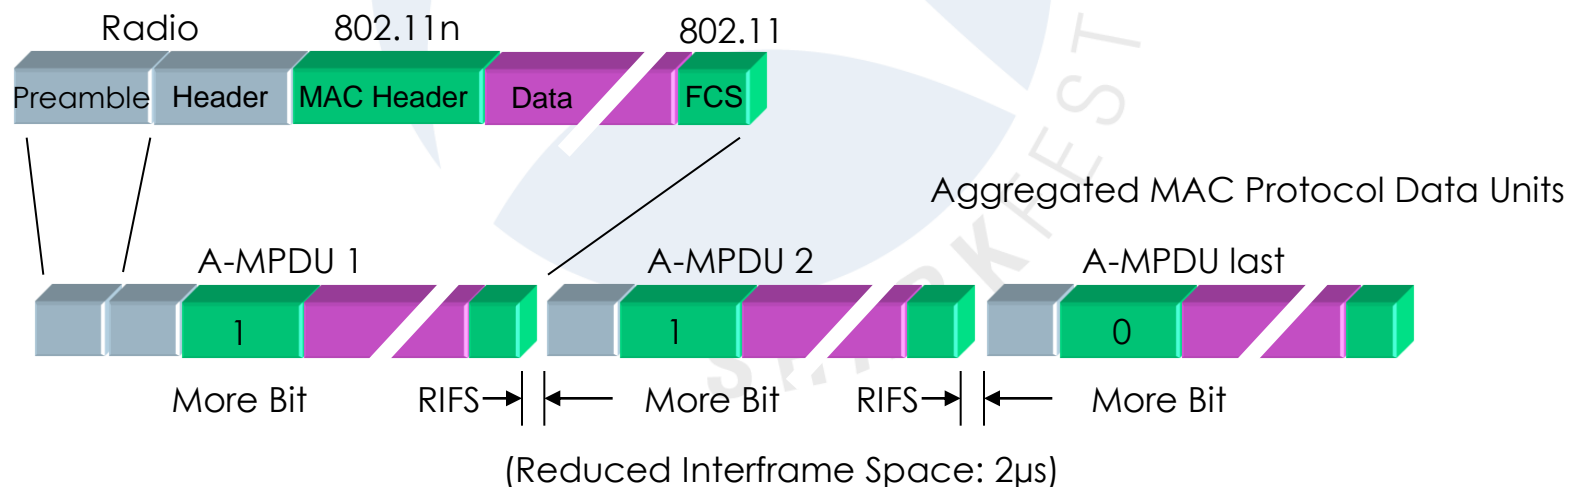 Radio 802.11n 802.11
Preamble Header MAC Header Data FCS
Aggregated MAC Protocol Data Units
A-MPDU 1 A-MPDU 2 A-MPDU last
1 1 0
More Bit RIFS More Bit RIFS More Bit
(Reduced Interframe Space: 2µs)
SHARKFEST